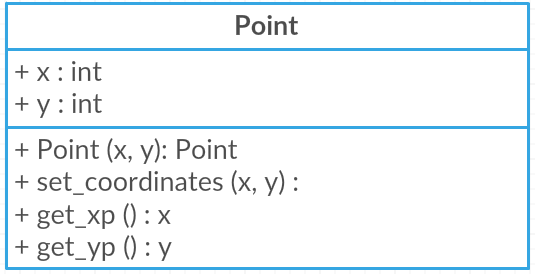 Point
+ x : int
+ y : int
+ Point (x, y): Point
+ set_coordinates (x, y) :
+ get_xp () : x
+ get_yp () : y